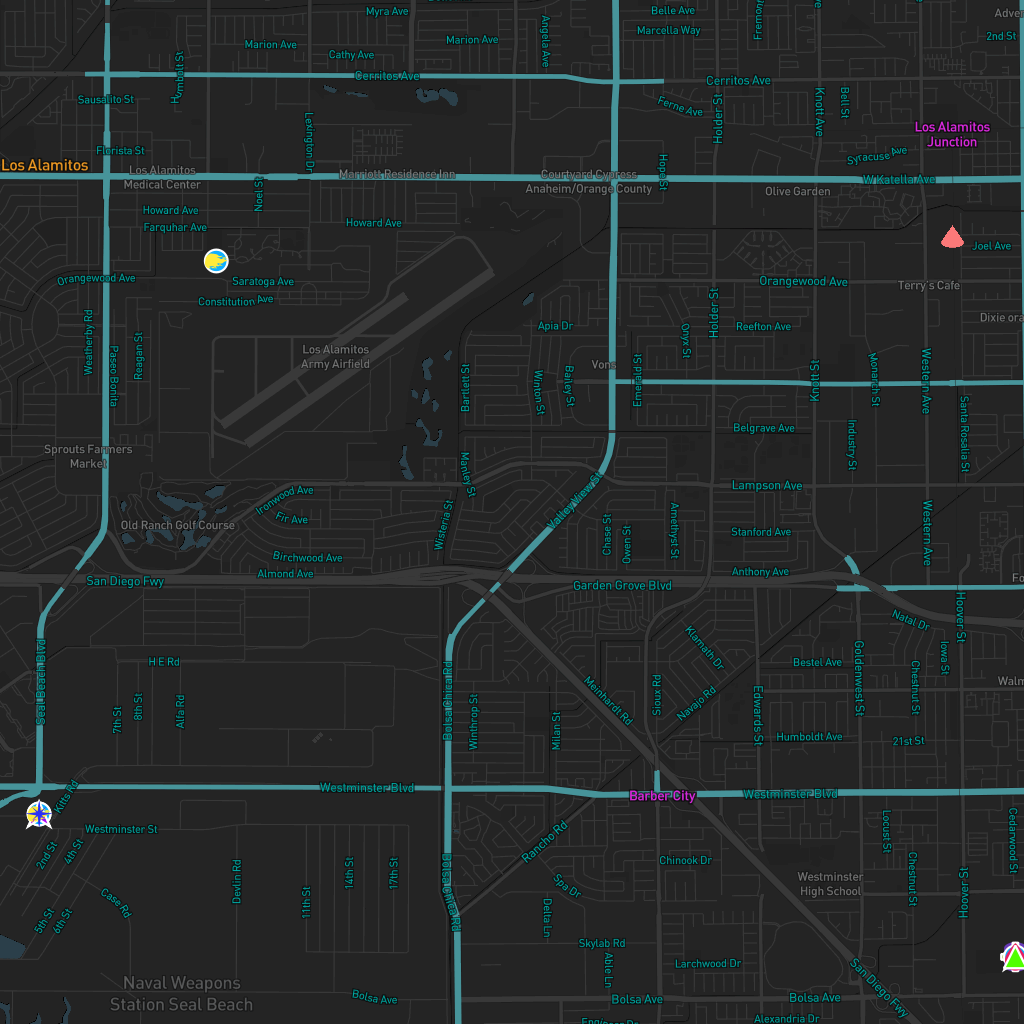 Myra Ave
Belle Ave
Fremont
Adver
Marion Ave
Cathy Ave
Marion Ave
Angela Ave
Marcella Way
2nd St
Cerritos Ave
Cerritos Ave
Humbolt St
Sausalito St
Ferne Ave
Holder St
Knott Ave
Bell St
Los Alamitos
Junction
Lexington Dr
Florista St
Syracuse Ave
Los Alamitos
Los Alamitos
Medical Center
Marriott Residence Inn
Courtyard Cypress
Anaheim/Orange County
Hope St
W Katella Ave
Olive Garden
Noel St
Howard Ave
Farquhar Ave
Howard Ave
Joel Ave
Orangewood Ave
Saratoga Ave
Orangewood Ave
Terry's Cafe
Constitution Ave
Holder St
Dixie ora
Weatherby Rd
Paseo Bonita
Reagan St
Apia Dr
Onyx St
Reefton Ave
Los Alamitos
Army Airfield
Vons
Bartlett St
Winton St
Bailey St
Emerald St
Knott St
Monarch St
Western Ave
Santa Rosalia St
Belgrave Ave
Industry St
Sprouts Farmers
Market
Manley St
Valley View St
Lampson Ave
Ironwood Ave
Fir Ave
Old Ranch Golf Course
Wisteria St
Chase St
Owen St
Amethyst St
Stanford Ave
Western Ave
Birchwood Ave
Almond Ave
San Diego Fwy
Garden Grove Blvd
Anthony Ave
Fo
Natal Dr
Hoover St
Seal Beach Blvd
H E Rd
Klamath Dr
Bestel Ave
Goldenwest St
Iowa St
Chestnut St
Walm
7th St
8th St
Alfa Rd
Bolsa Chica Rd
Winthrop St
Milan St
Meinhardt Rd
Sioux Rd
Navajo Rd
Edwards St
Humboldt Ave
21st St
Westminster Blvd
Barber City
Westminster Blvd
Kitts Rd
Westminster St
2nd St
4th St
Rancho Rd
Locust St
Cedarwood St
Chinook Dr
Devlin Rd
11th St
14th St
17th St
Bolsa Chica Rd
Spa Dr
Westminster
High School
Chestnut St
Hoover St
Case Rd
5th St
6th St
Delta Ln
Skylab Rd
Able Ln
Larchwood Dr
San Diego Fwy
Naval Weapons
Station Seal Beach
Bolsa Ave
Bolsa Ave
Bolsa Ave
Alexandria Dr